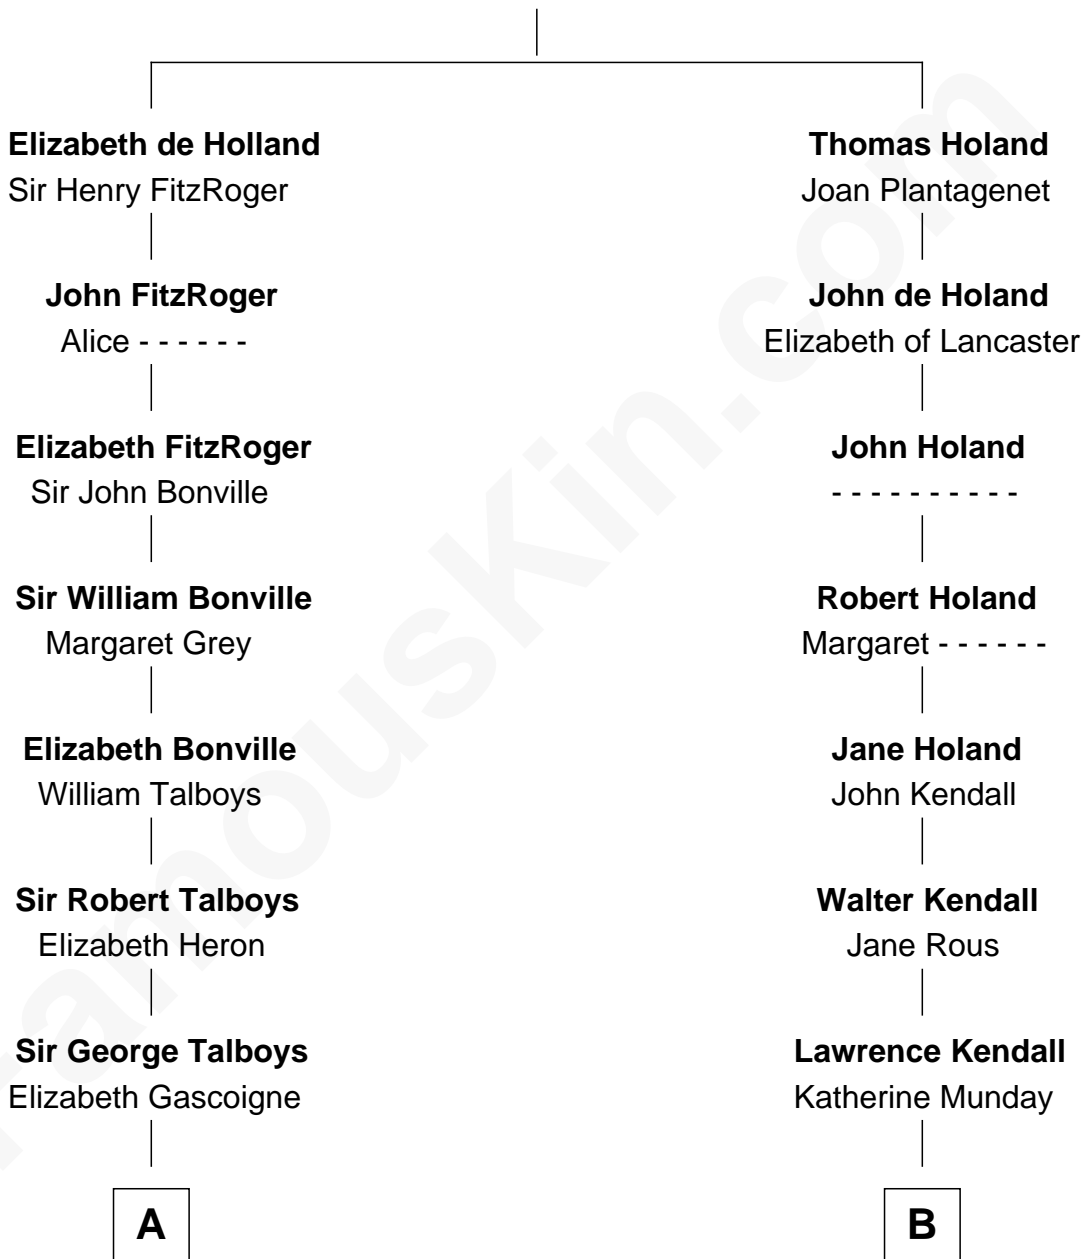 Elizabeth de Holland
Sir Henry FitzRoger
John FitzRoger
Alice - - - - - -
Elizabeth FitzRoger
Sir John Bonville
Sir William Bonville
Margaret Grey
Elizabeth Bonville
William Talboys
Sir Robert Talboys
Elizabeth Heron
Sir George Talboys
Elizabeth Gascoigne
A
Thomas Holand
Joan Plantagenet
John de Holand
Elizabeth of Lancaster
John Holand
- - - - - - - - - -
Robert Holand
Margaret - - - - - -
Jane Holand
John Kendall
Walter Kendall
Jane Rous
Lawrence Kendall
Katherine Munday
B
FamousKin.com